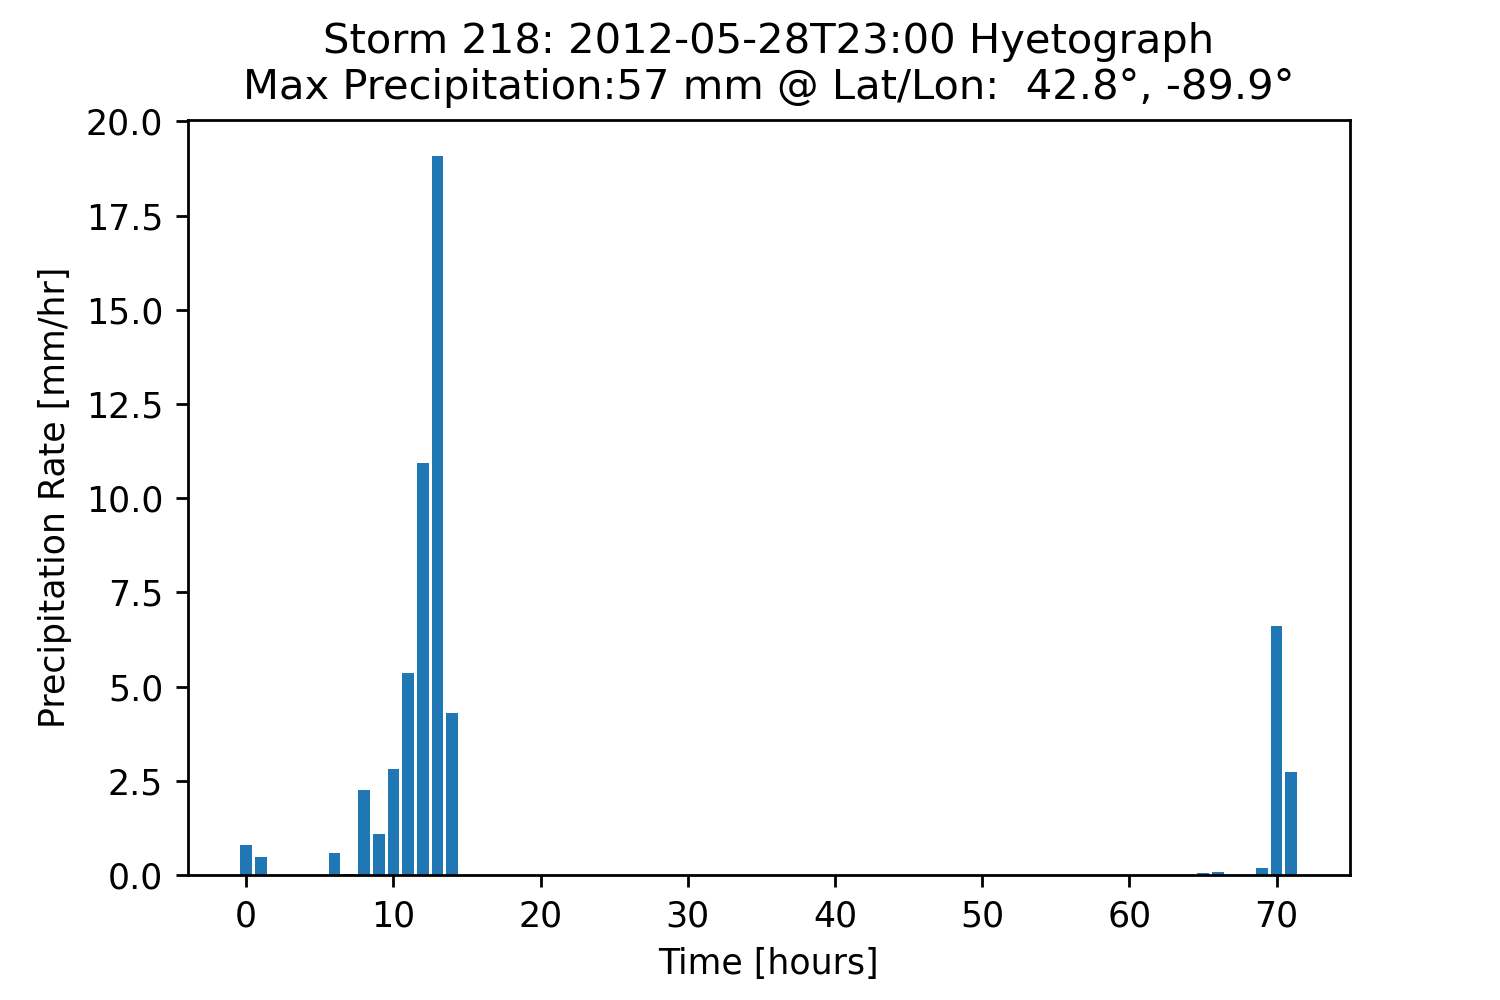 Storm 218: 2012-05-28T23:00 Hyetograph
Max Precipitation:57 mm @ Lat/Lon:  42.8°, -89.9°
20.0
17.5
15.0
12.5
10.0
7.5
5.0
2.5
0.0
Precipitation Rate [mm/hr]
0 10 20 30 40 50 60 70
Time [hours]